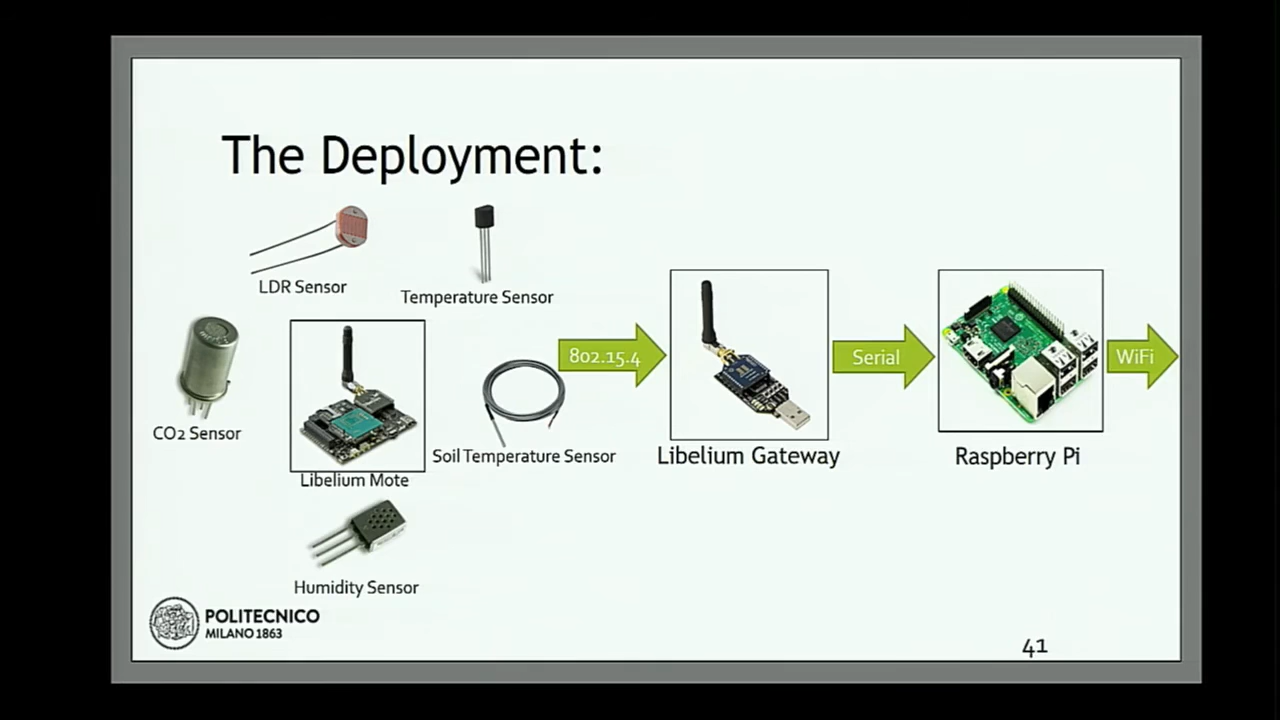 The Deployment:
LDR Sensor
Temperature Sensor
CO2 Sensor
Libelium Mote
Soil Temperature Sensor
Humidity Sensor
802.15.4
Libelium Gateway
Serial
Raspberry Pi
WiFi
POLITECNICO
MILANO 1863
41